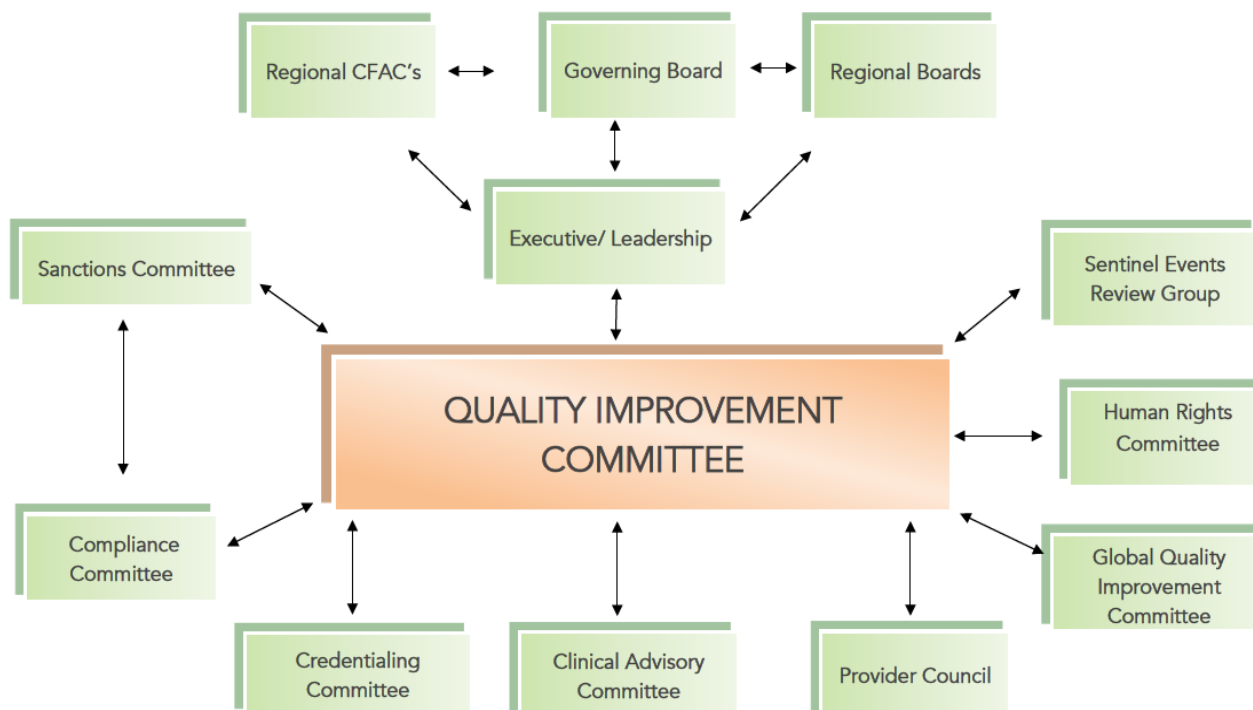 Regional CFAC's
Governing Board
Regional Boards
Executive/ Leadership
Sanctions Committee
Sentinel Events
Review Group
QUALITY IMPROVEMENT
COMMITTEE
Human Rights
Committee
Compliance
Committee
Global Quality
Improvement
Committee
Credentialing
Committee
Clinical Advisory
Committee
Provider Council